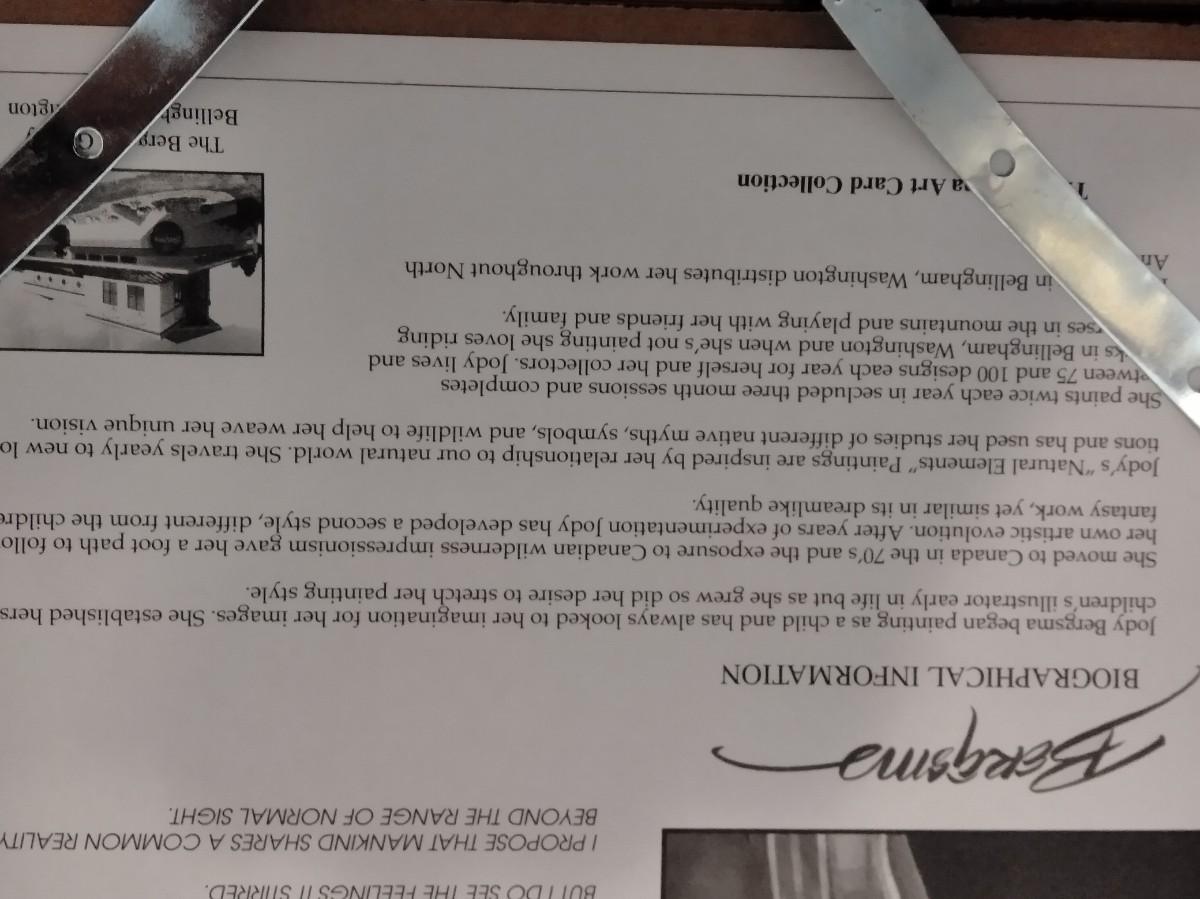 BUT I DO SEE THE FEELINGS IT STIRRED.
I PROPOSE THAT MANKIND SHARES A COMMON REALITY
BEYOND THE RANGE OF NORMAL SIGHT.
Bergsma
BIOGRAPHICAL INFORMATION
Jody Bergsma began painting as a child and has always looked to her imagination for her images. She established hers
children's illustrator early in life but as she grew so did her desire to stretch her painting style.
She moved to Canada in the 70's and the exposure to Canadian wilderness impressionism gave her a foot path to follo
her own artistic evolution. After years of experimentation Jody has developed a second style, different from the childre
fantasy work, yet similar in its dreamlike quality.
Jody's "Natural Elements" Paintings are inspired by her relationship to our natural world. She travels yearly to new lo
tions and has used her studies of different native myths, symbols, and wildlife to help her weave her unique vision.
She paints twice each year in secluded three month sessions and completes
etween 75 and 100 designs each year for herself and her collectors. Jody lives and
ks in Bellingham, Washington and when she's not painting she loves riding
rses in the mountains and playing with her friends and family.
in Bellingham, Washington distributes her work throughout North
Am
a Art Card Collection
The Berg G y
Bellingh ngton